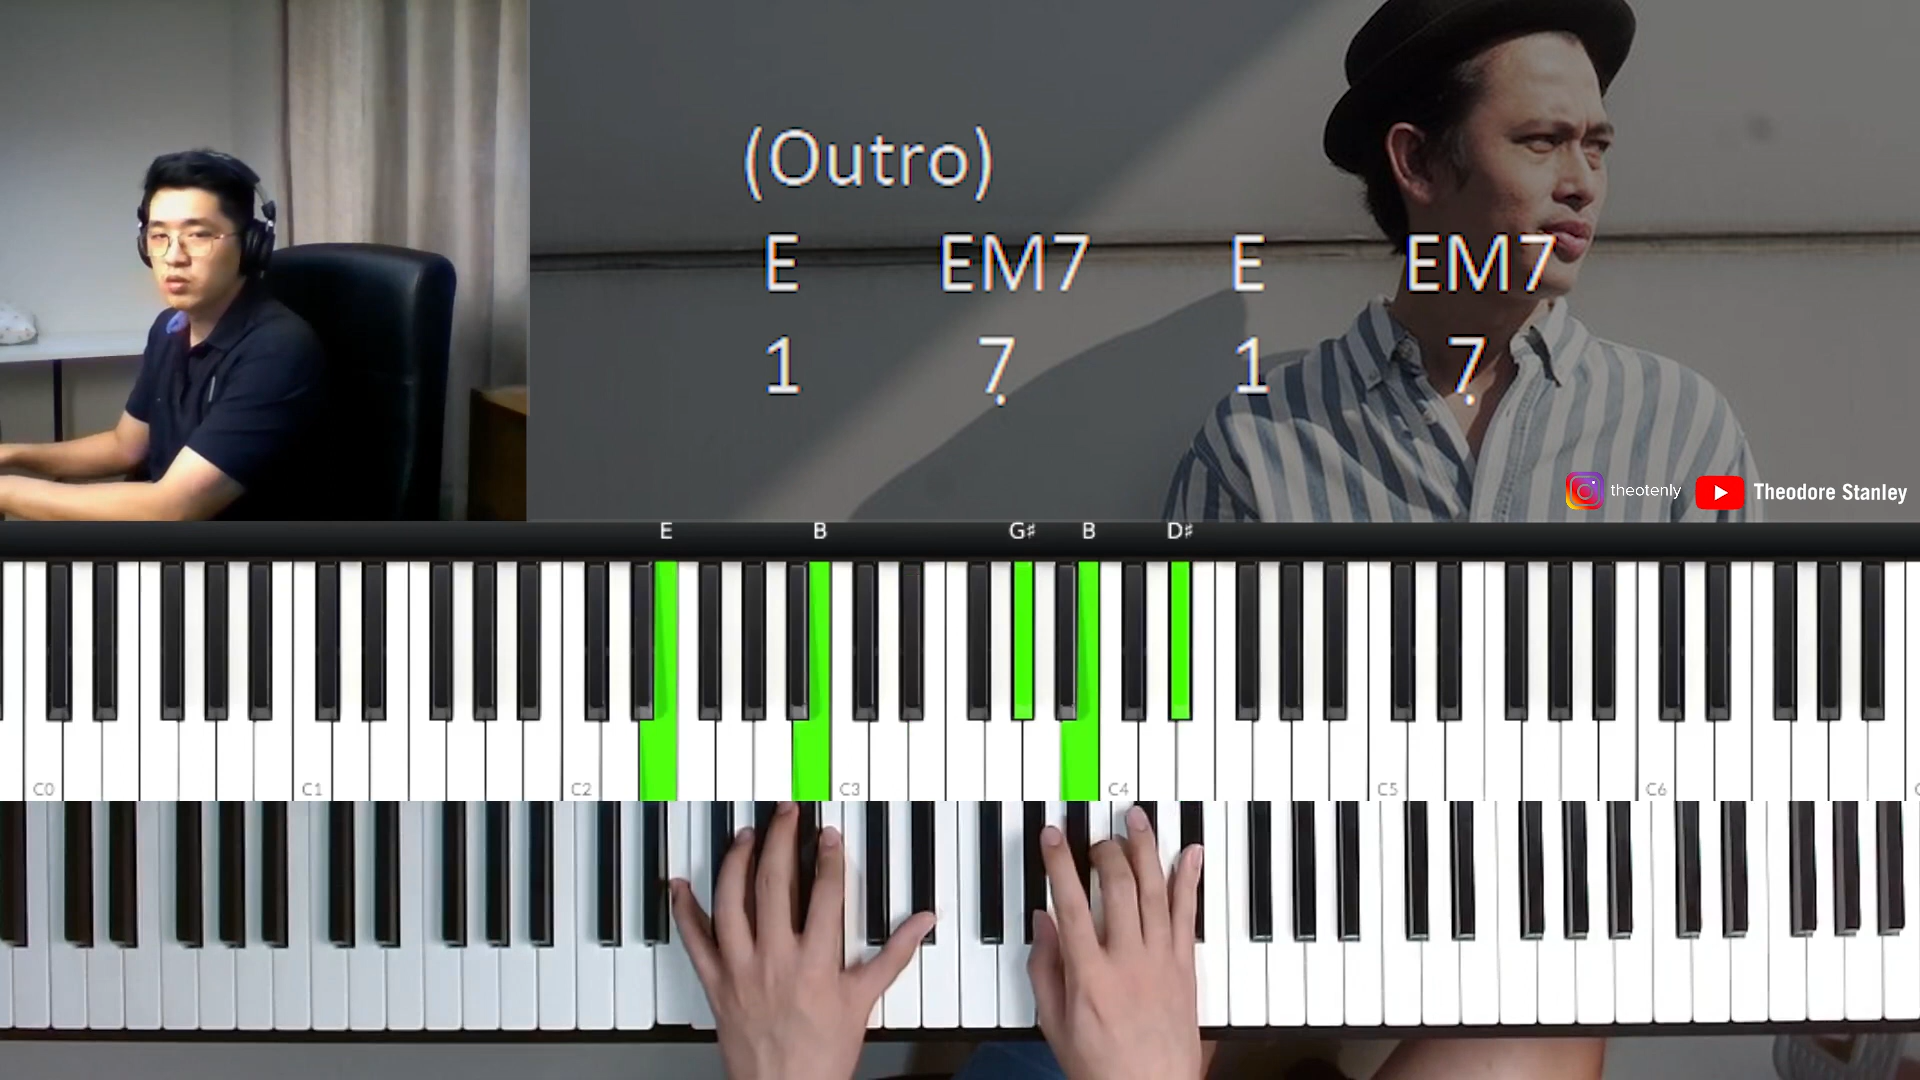 (Outro)
E EM7 E EM7
1 7̣ 1 7̣
theotenly Theodore Stanley
E B G♯ B D♯
C0 C1 C2 C3 C4 C5 C6